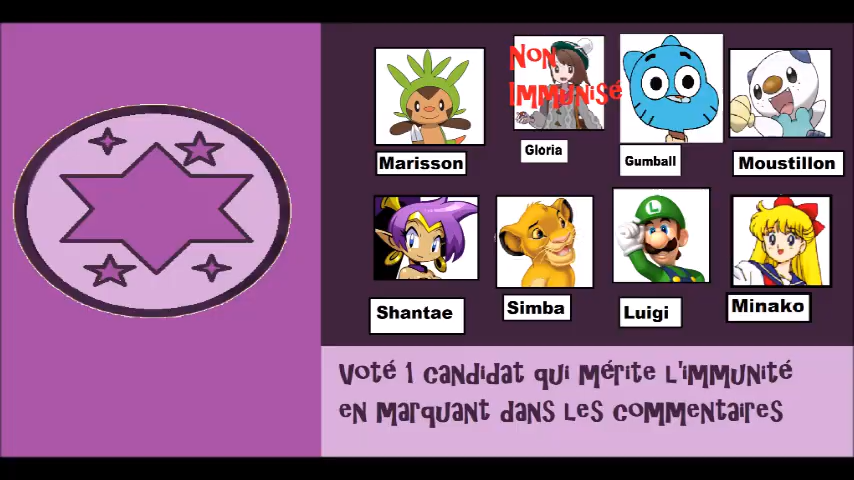 Non
Immunisé
Marisson
Gloria
Gumball
Moustillon
Shantae
Simba
Luigi
Minako
Voté 1 candidat qui mérite l'immunité
en marquant dans les commentaires